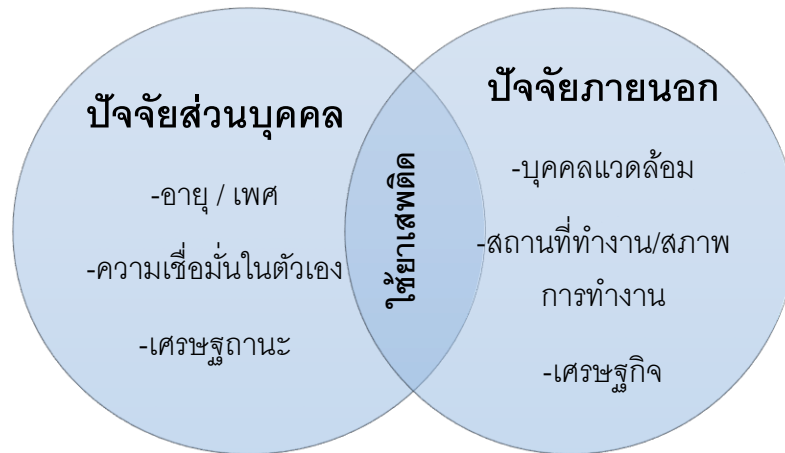 ปัจจัยส่วนบุคคล
-อายุ / เพศ
-ความเชื่อมั่นในตัวเอง
-เศรษฐถานะ
ใช้ยาเสพติด
ปัจจัยภายนอก
-บุคคลแวดล้อม
-สถานที่ทำงาน/สภาพ
การทำงาน
-เศรษฐกิจ